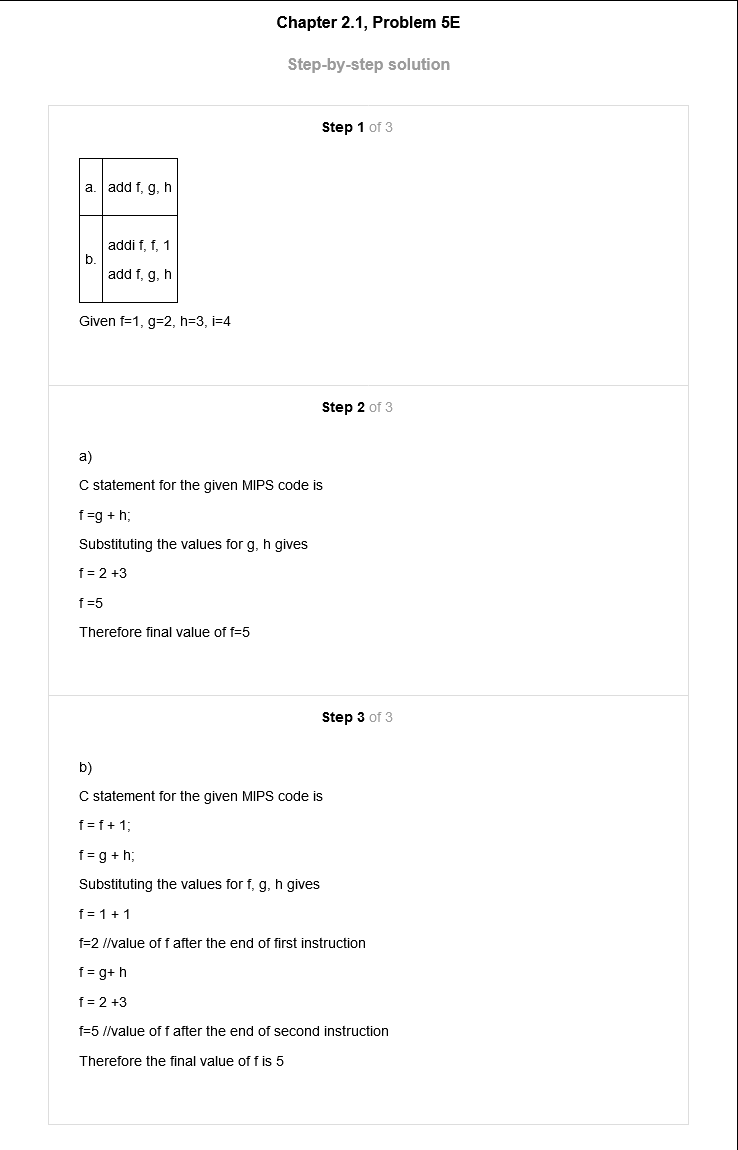 Chapter 2.1, Problem 5E
Step-by-step solution
Step 1 of 3
a. add f, g, h
b. addi f, f, 1
add f, g, h
Given f=1, g=2, h=3, i=4
Step 2 of 3
a)
C statement for the given MIPS code is
f =g + h;
Substituting the values for g, h gives
f = 2 +3
f =5
Therefore final value of f=5
Step 3 of 3
b)
C statement for the given MIPS code is
f = f + 1;
f = g + h;
Substituting the values for f, g, h gives
f = 1 + 1
f=2 //value of f after the end of first instruction
f = g+ h
f = 2 +3
f=5 //value of f after the end of second instruction
Therefore the final value of f is 5